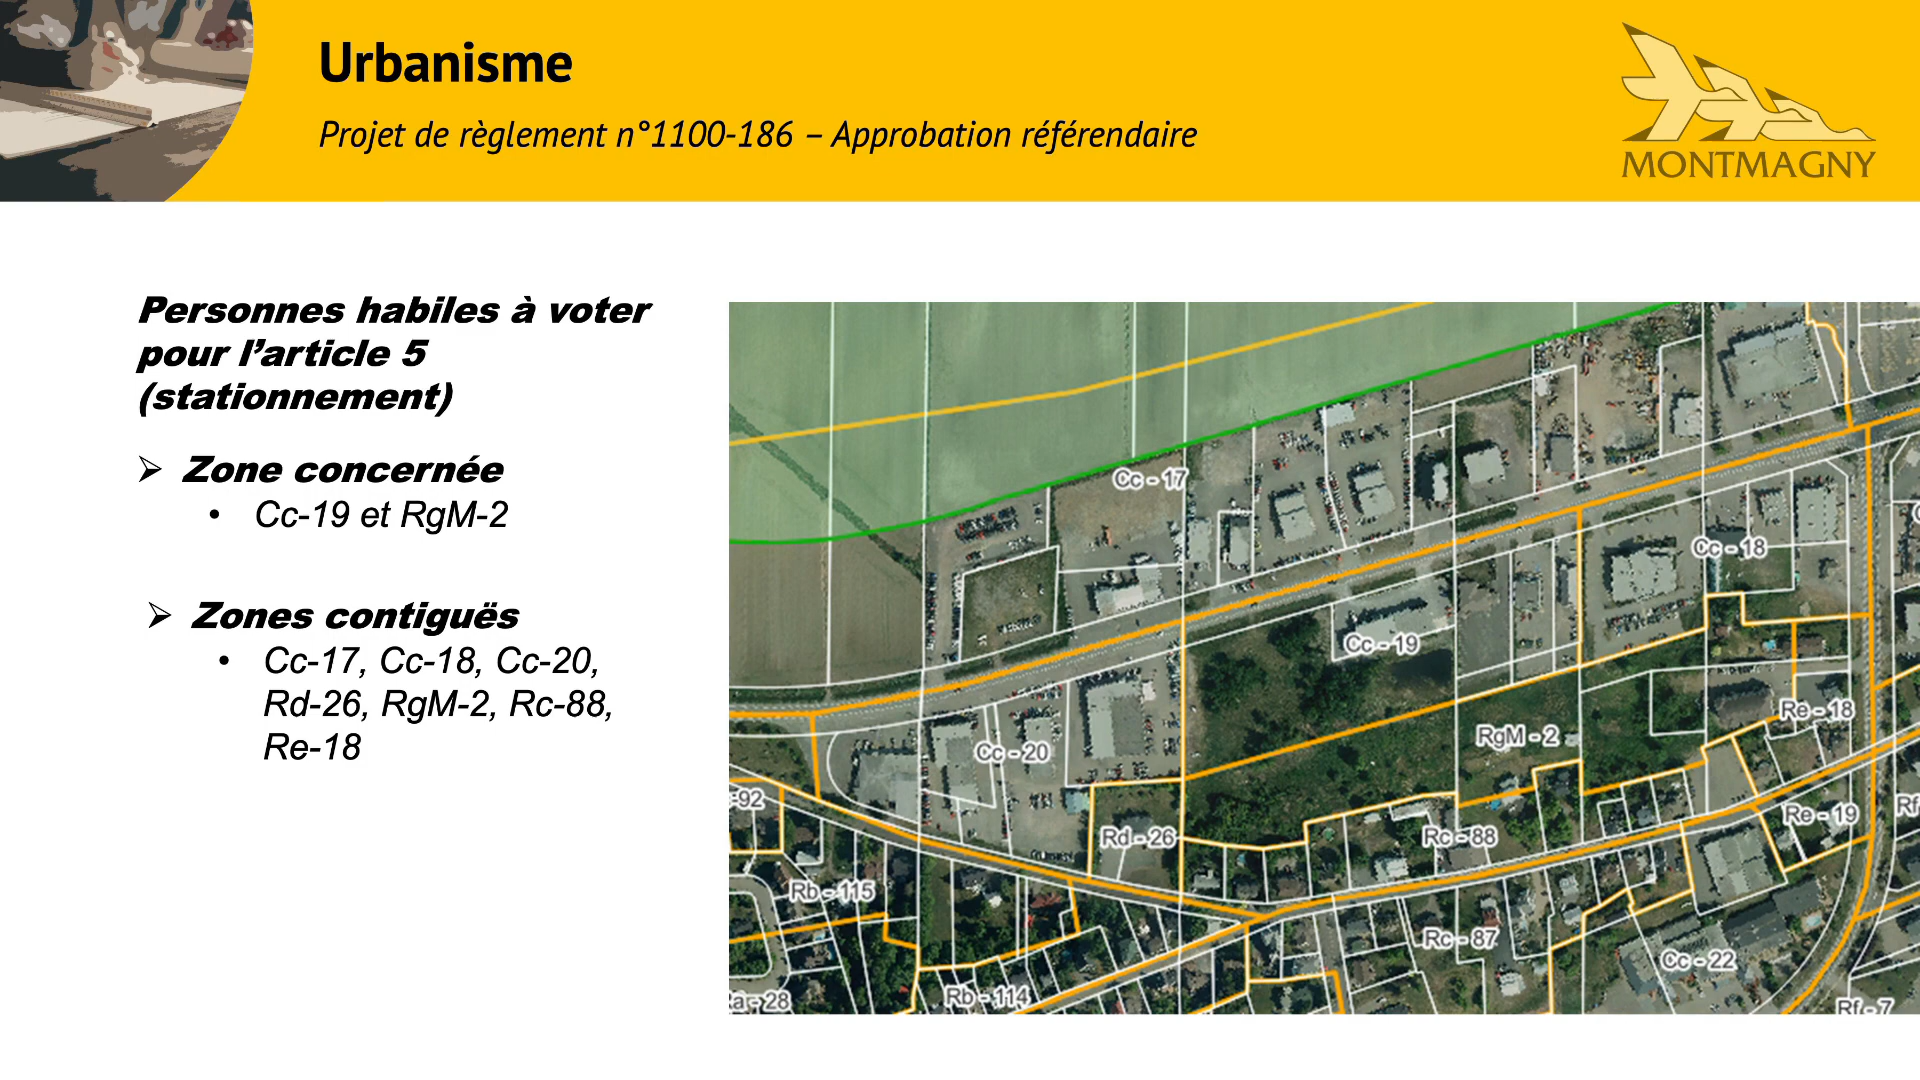 Urbanisme
Projet de règlement n°1100-186 – Approbation référendaire
MONTMAGNY
Personnes habiles à voter
pour l'article 5
(stationnement)
Zone concernée
Cc-19 et RgM-2
Zones contiguës
Cc-17, Cc-18, Cc-20,
Rd-26, RgM-2, Rc-88,
Re-18
Cc - 17
Cc - 18
Cc - 19
Re - 18
RgM - 2
Cc - 20
-92
Re - 19
Rf
Rd - 26
Rc - 88
Rb - 115
Rc - 87
Cc - 22
Rb - 114
a - 28
Rf - 7